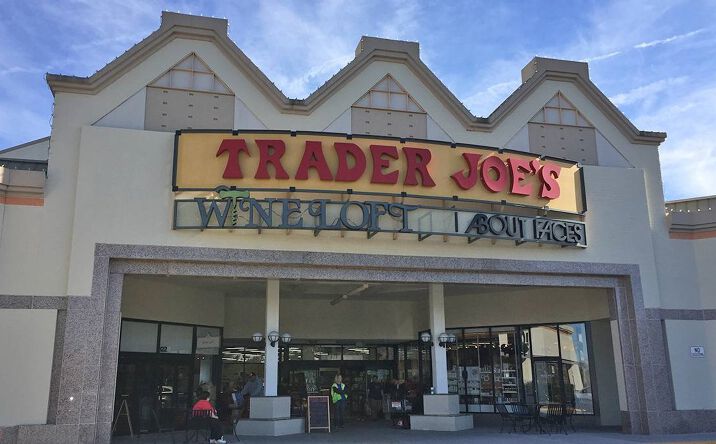 TRADER JOE'S
WINE LOFT ABOUT FACES